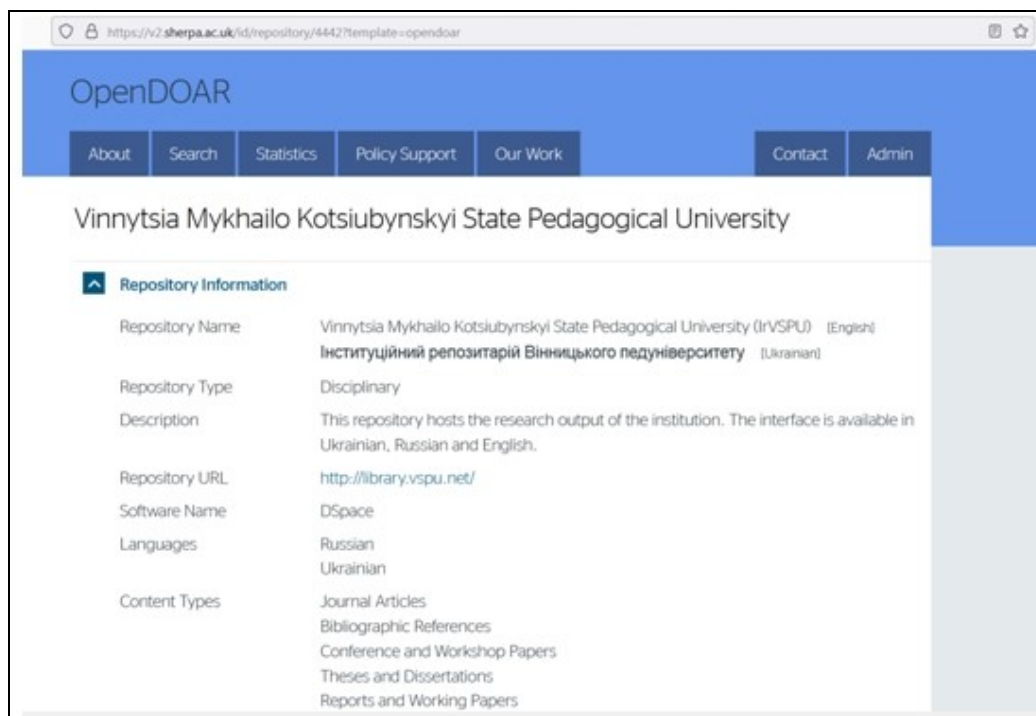 https://v2.sherpa.ac.uk/id/repository/4442?template=opendoar
OpenDOAR
About Search Statistics Policy Support Our Work Contact Admin
Vinnytsia Mykhailo Kotsiubynskyi State Pedagogical University
Repository Information
Repository Name Vinnytsia Mykhailo Kotsiubynskyi State Pedagogical University (IrVSPU) [English]
Інституційний репозитарій Вінницького педуніверситету [Ukrainian]
Repository Type Disciplinary
Description This repository hosts the research output of the institution. The interface is available in
Ukrainian, Russian and English.
Repository URL http://library.vspu.net/
Software Name DSpace
Languages Russian
Ukrainian
Content Types Journal Articles
Bibliographic References
Conference and Workshop Papers
Theses and Dissertations
Reports and Working Papers